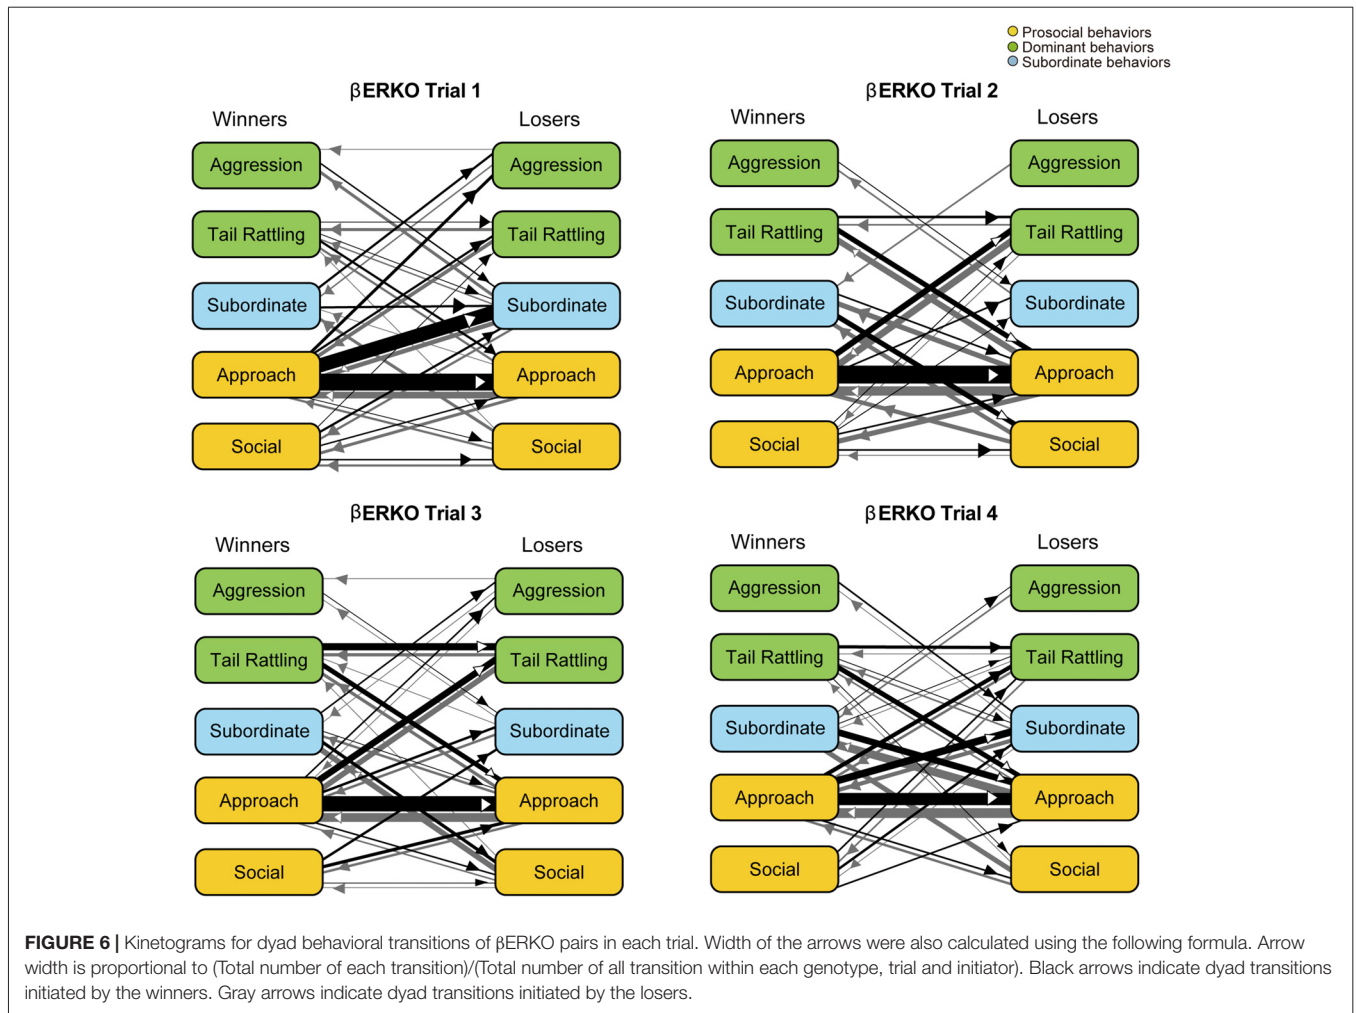 Prosocial behaviors
Dominant behaviors
Subordinate behaviors
βERKO Trial 1
Winners
Losers
Aggression
Aggression
Tail Rattling
Tail Rattling
Subordinate
Subordinate
Approach
Approach
Social
Social
βERKO Trial 2
Winners
Losers
Aggression
Aggression
Tail Rattling
Tail Rattling
Subordinate
Subordinate
Approach
Approach
Social
Social
βERKO Trial 3
Winners
Losers
Aggression
Aggression
Tail Rattling
Tail Rattling
Subordinate
Subordinate
Approach
Approach
Social
Social
βERKO Trial 4
Winners
Losers
Aggression
Aggression
Tail Rattling
Tail Rattling
Subordinate
Subordinate
Approach
Approach
Social
Social
FIGURE 6 | Kinetograms for dyad behavioral transitions of βERKO pairs in each trial. Width of the arrows were also calculated using the following formula. Arrow
width is proportional to (Total number of each transition)/(Total number of all transition within each genotype, trial and initiator). Black arrows indicate dyad transitions
initiated by the winners. Gray arrows indicate dyad transitions initiated by the losers.